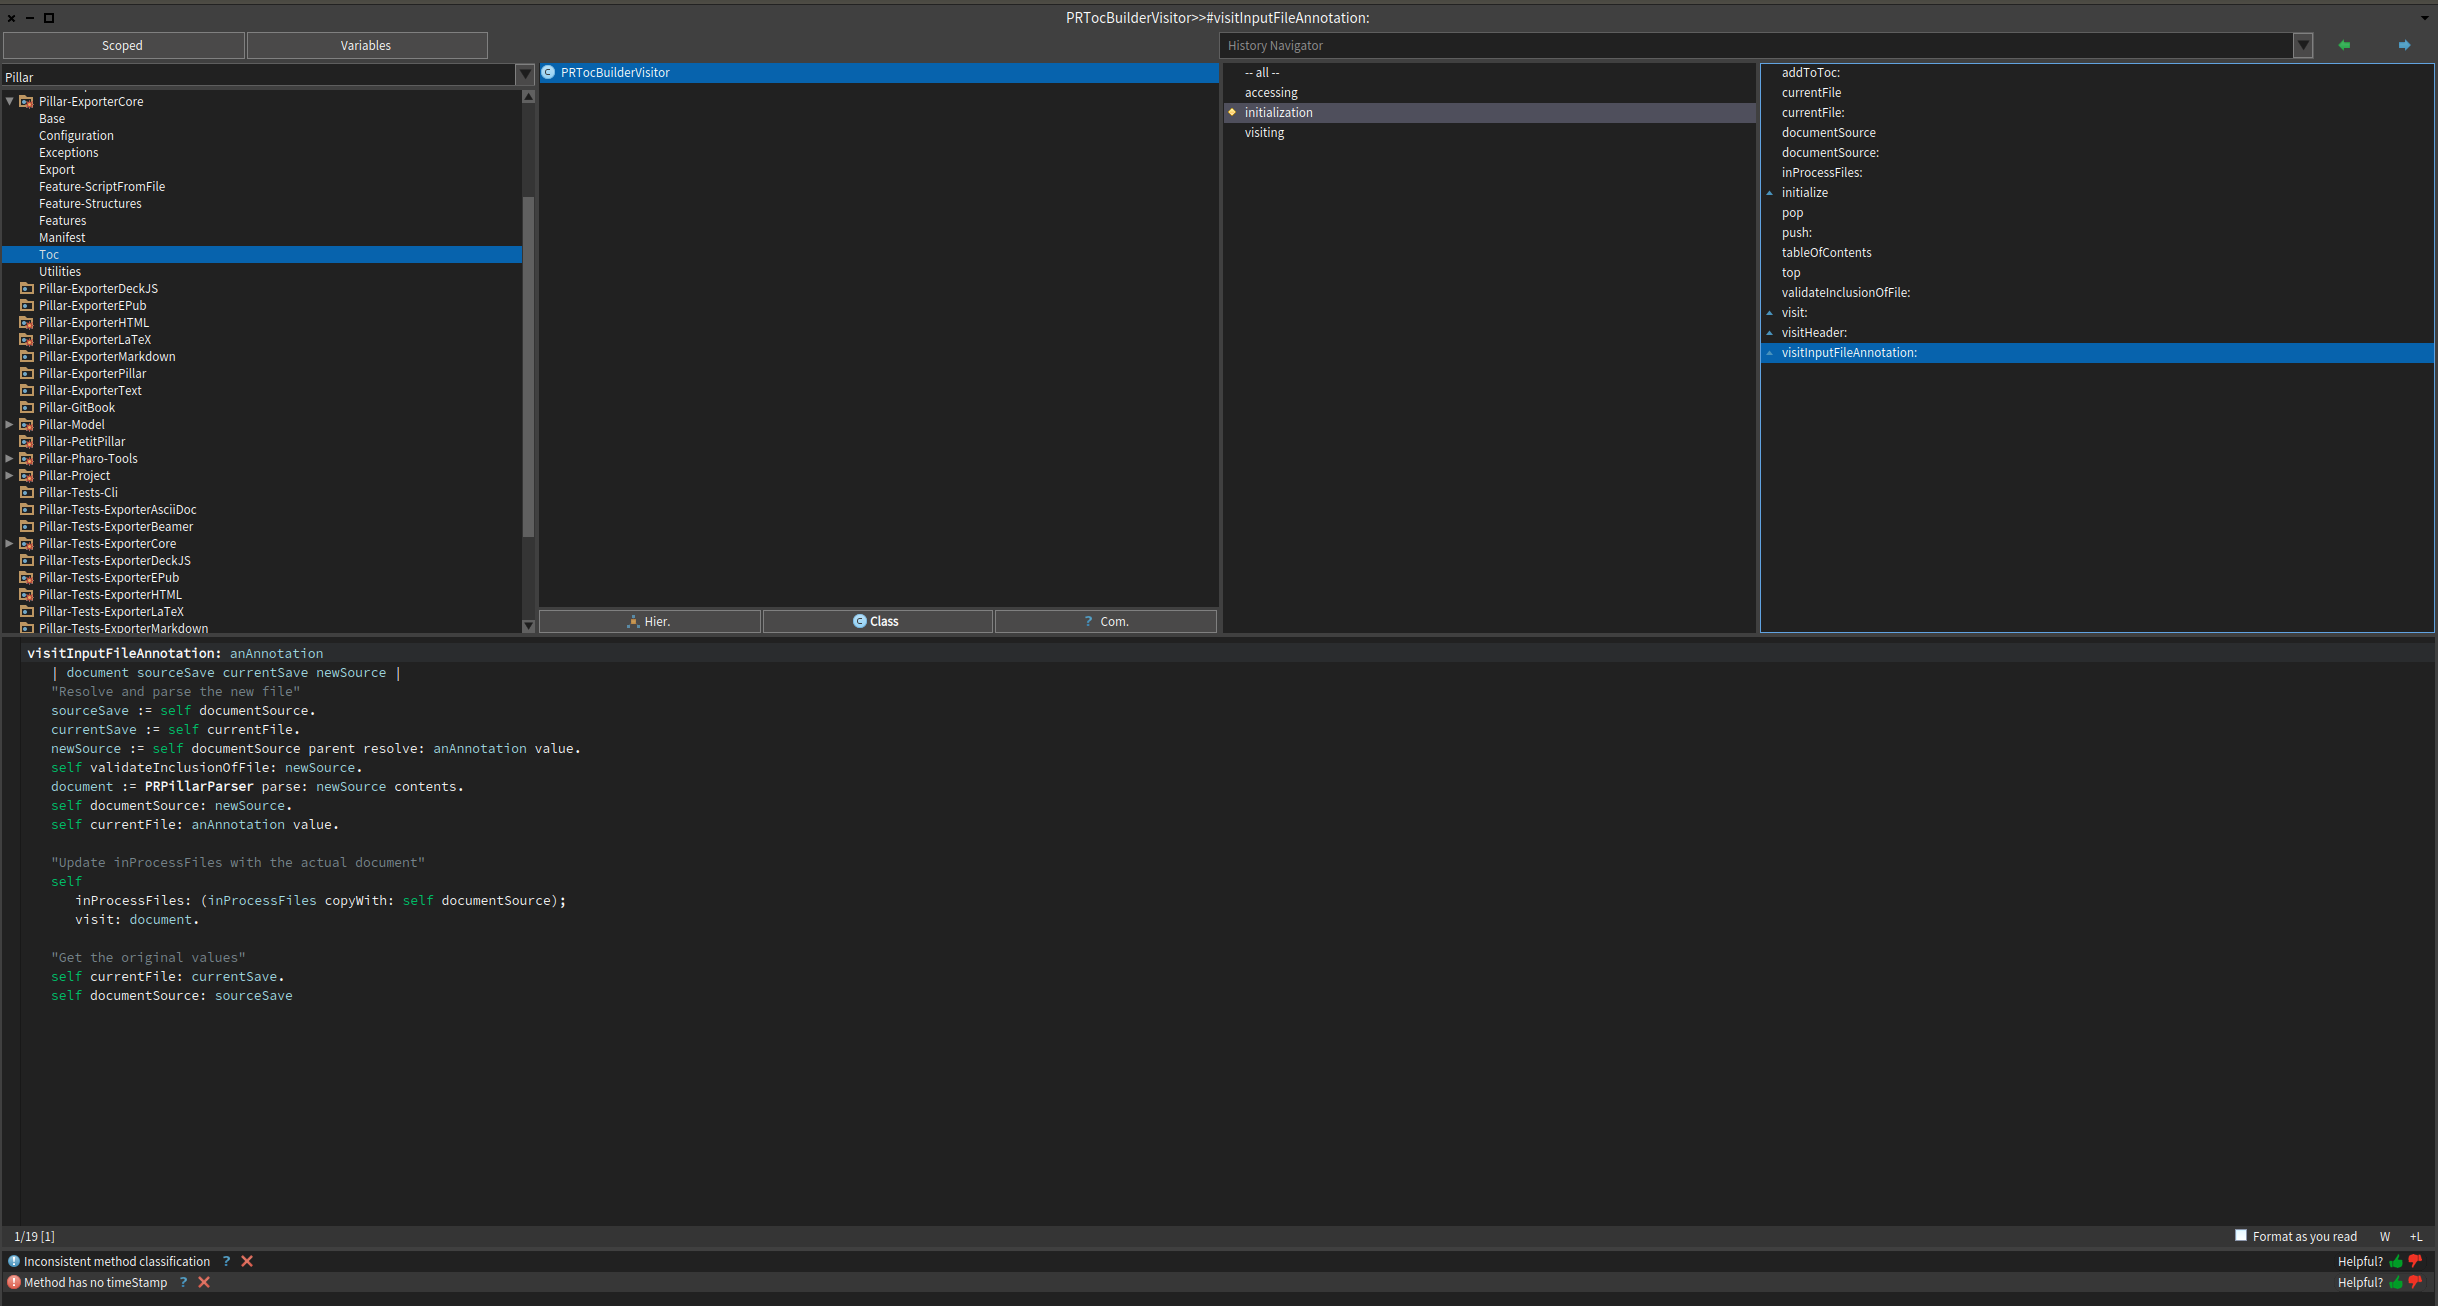 PRTocBuilderVisitor>>#visitInputFileAnnotation:
Scoped
Variables
History Navigator
Pillar
Pillar-ExporterCore
Base
Configuration
Exceptions
Export
Feature-ScriptFromFile
Feature-Structures
Features
Manifest
Toc
Utilities
Pillar-ExporterDeckJS
Pillar-ExporterEPub
Pillar-ExporterHTML
Pillar-ExporterLaTeX
Pillar-ExporterMarkdown
Pillar-ExporterPillar
Pillar-ExporterText
Pillar-GitBook
Pillar-Model
Pillar-PetitPillar
Pillar-Pharo-Tools
Pillar-Project
Pillar-Tests-Cli
Pillar-Tests-ExporterAsciiDoc
Pillar-Tests-ExporterBeamer
Pillar-Tests-ExporterCore
Pillar-Tests-ExporterDeckJS
Pillar-Tests-ExporterEPub
Pillar-Tests-ExporterHTML
Pillar-Tests-ExporterLaTeX
Pillar-Tests-ExporterMarkdown
PRTocBuilderVisitor
Hier.
Class
? Com.
-- all --
accessing
initialization
visiting
addToToc:
currentFile
currentFile:
documentSource
documentSource:
inProcessFiles:
initialize
pop
push:
tableOfContents
top
validateInclusionOfFile:
visit:
visitHeader:
visitInputFileAnnotation:
visitInputFileAnnotation: anAnnotation
| document sourceSave currentSave newSource |
"Resolve and parse the new file"
sourceSave := self documentSource.
currentSave := self currentFile.
newSource := self documentSource parent resolve: anAnnotation value.
self validateInclusionOfFile: newSource.
document := PRPillarParser parse: newSource contents.
self documentSource: newSource.
self currentFile: anAnnotation value.
"Update inProcessFiles with the actual document"
self
inProcessFiles: (inProcessFiles copyWith: self documentSource);
visit: document.
"Get the original values"
self currentFile: currentSave.
self documentSource: sourceSave
1/19 [1]
Format as you read W +L
Inconsistent method classification ?
Helpful?
Method has no timeStamp ?
Helpful?